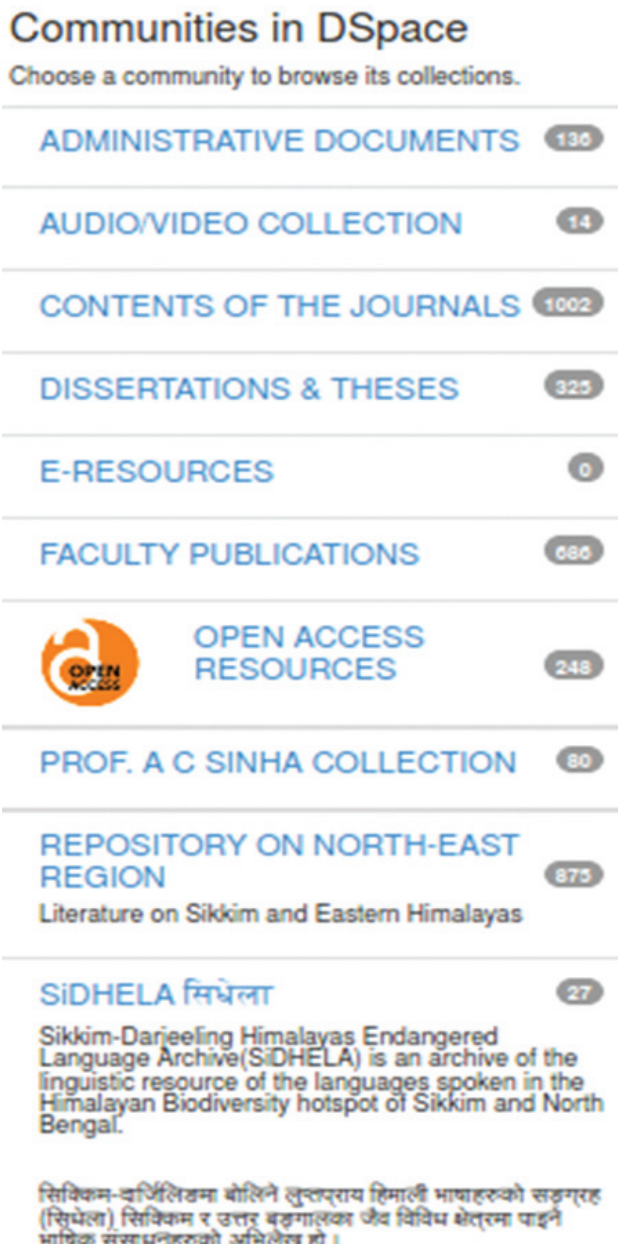 Communities in DSpace
Choose a community to browse its collections.
ADMINISTRATIVE DOCUMENTS 136
AUDIO/VIDEO COLLECTION 14
CONTENTS OF THE JOURNALS 1002
DISSERTATIONS & THESES 325
E-RESOURCES 0
FACULTY PUBLICATIONS 686
OPEN ACCESS
OPEN ACCESS
RESOURCES 248
PROF. A C SINHA COLLECTION 80
REPOSITORY ON NORTH-EAST
REGION 875
Literature on Sikkim and Eastern Himalayas
SiDHELA सिधेला 27
Sikkim-Darjeeling Himalayas Endangered
Language Archive(SiDHELA) is an archive of the
linguistic resource of the languages spoken in the
Himalayan Biodiversity hotspot of Sikkim and North
Bengal.
सिक्किम-दार्जिलिङमा बोलिने लुप्तप्राय हिमाली भाषाहरुको सङ्ग्रह
(सिधेला) सिक्किम र उत्तर बङ्गालका जैव विविध क्षेत्रमा पाइने
भाषिक संसाधनहरुको अभिलेख हो।